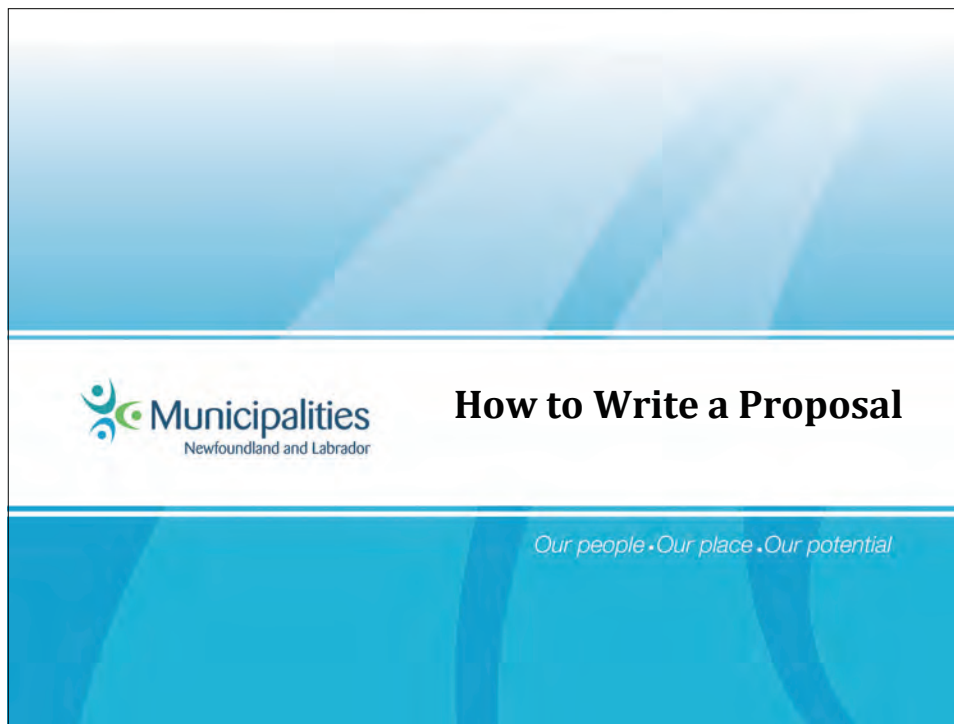 Municipalities
Newfoundland and Labrador
How to Write a Proposal
Our people • Our place • Our potential